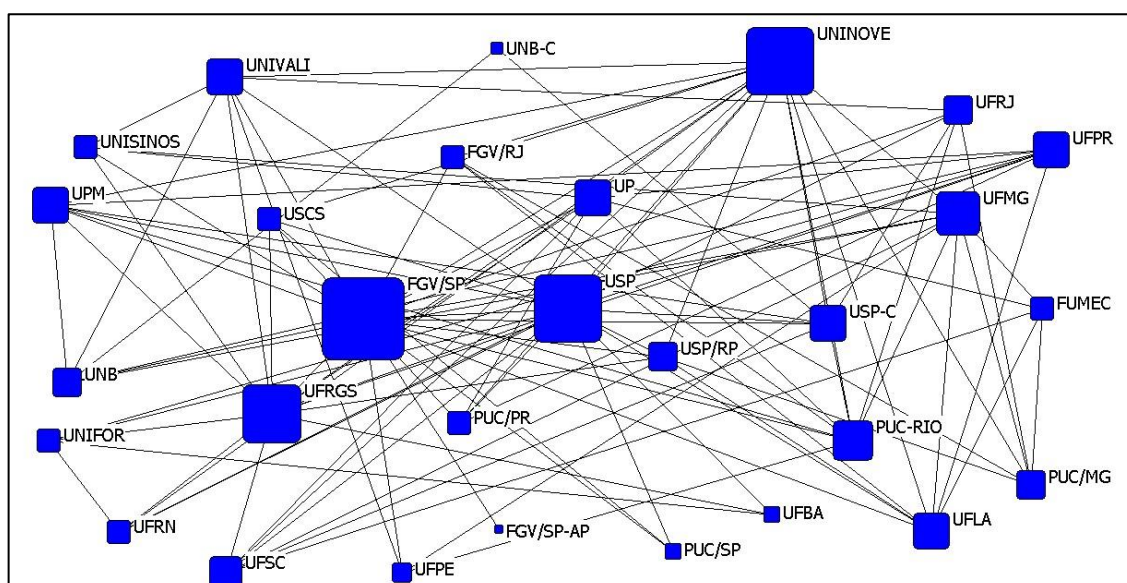 UNINOVE
UNB-C
UNIVALI
UFRJ
UNISINOS
FGV/RJ
UFPR
UP
UPM
USCS
UFMG
FGV/SP
USP
USP-C
FUMEC
USP/RP
UNB
UFRGS
PUC/PR
PUC-RIO
UNIFOR
PUC/MG
UFRN
FGV/SP-AP
UFBA
UFLA
PUC/SP
UFSC
UFPE